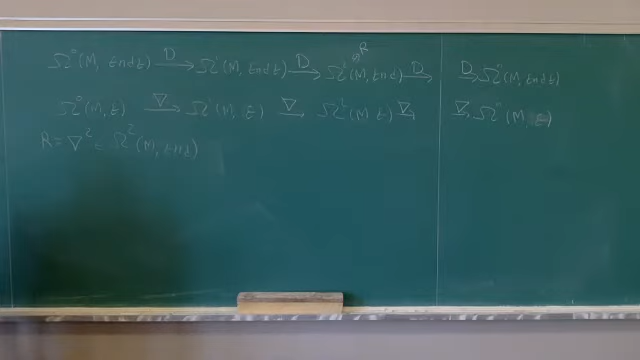 R
Ω⁰(M, End E) —D→ Ω¹(M, End E) —D→ Ω²(M, End E) —D→ —D→ Ωⁿ(M, End E)
Ω⁰(M, E) —∇→ Ω¹(M, E) —∇→ Ω²(M, E) —∇→ —∇→ Ωⁿ(M, E)
R = ∇² ∈ Ω²(M, End E)